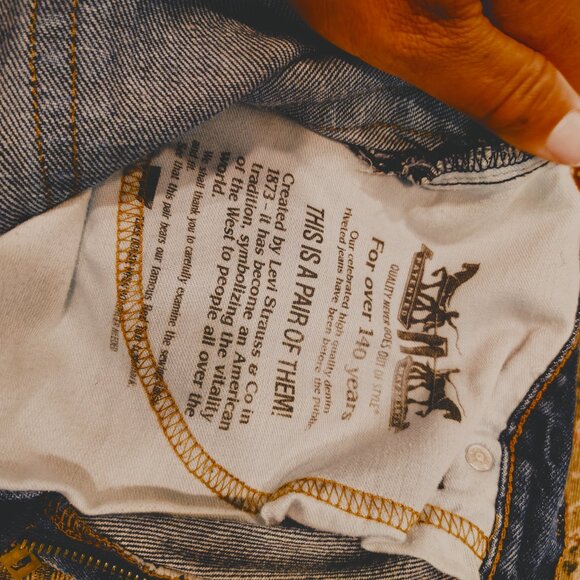 QUALITY NEVER GOES OUT OF STYLE
For over 140 years
Our celebrated high quality denim
riveted jeans have been before the public
THIS IS A PAIR OF THEM!
Created by Levi Strauss & Co in
1873 - it has become an American
tradition, symbolizing the vitality
of the West to people all over the
World.
We shall thank you to carefully examine the
that this pair bears our famous